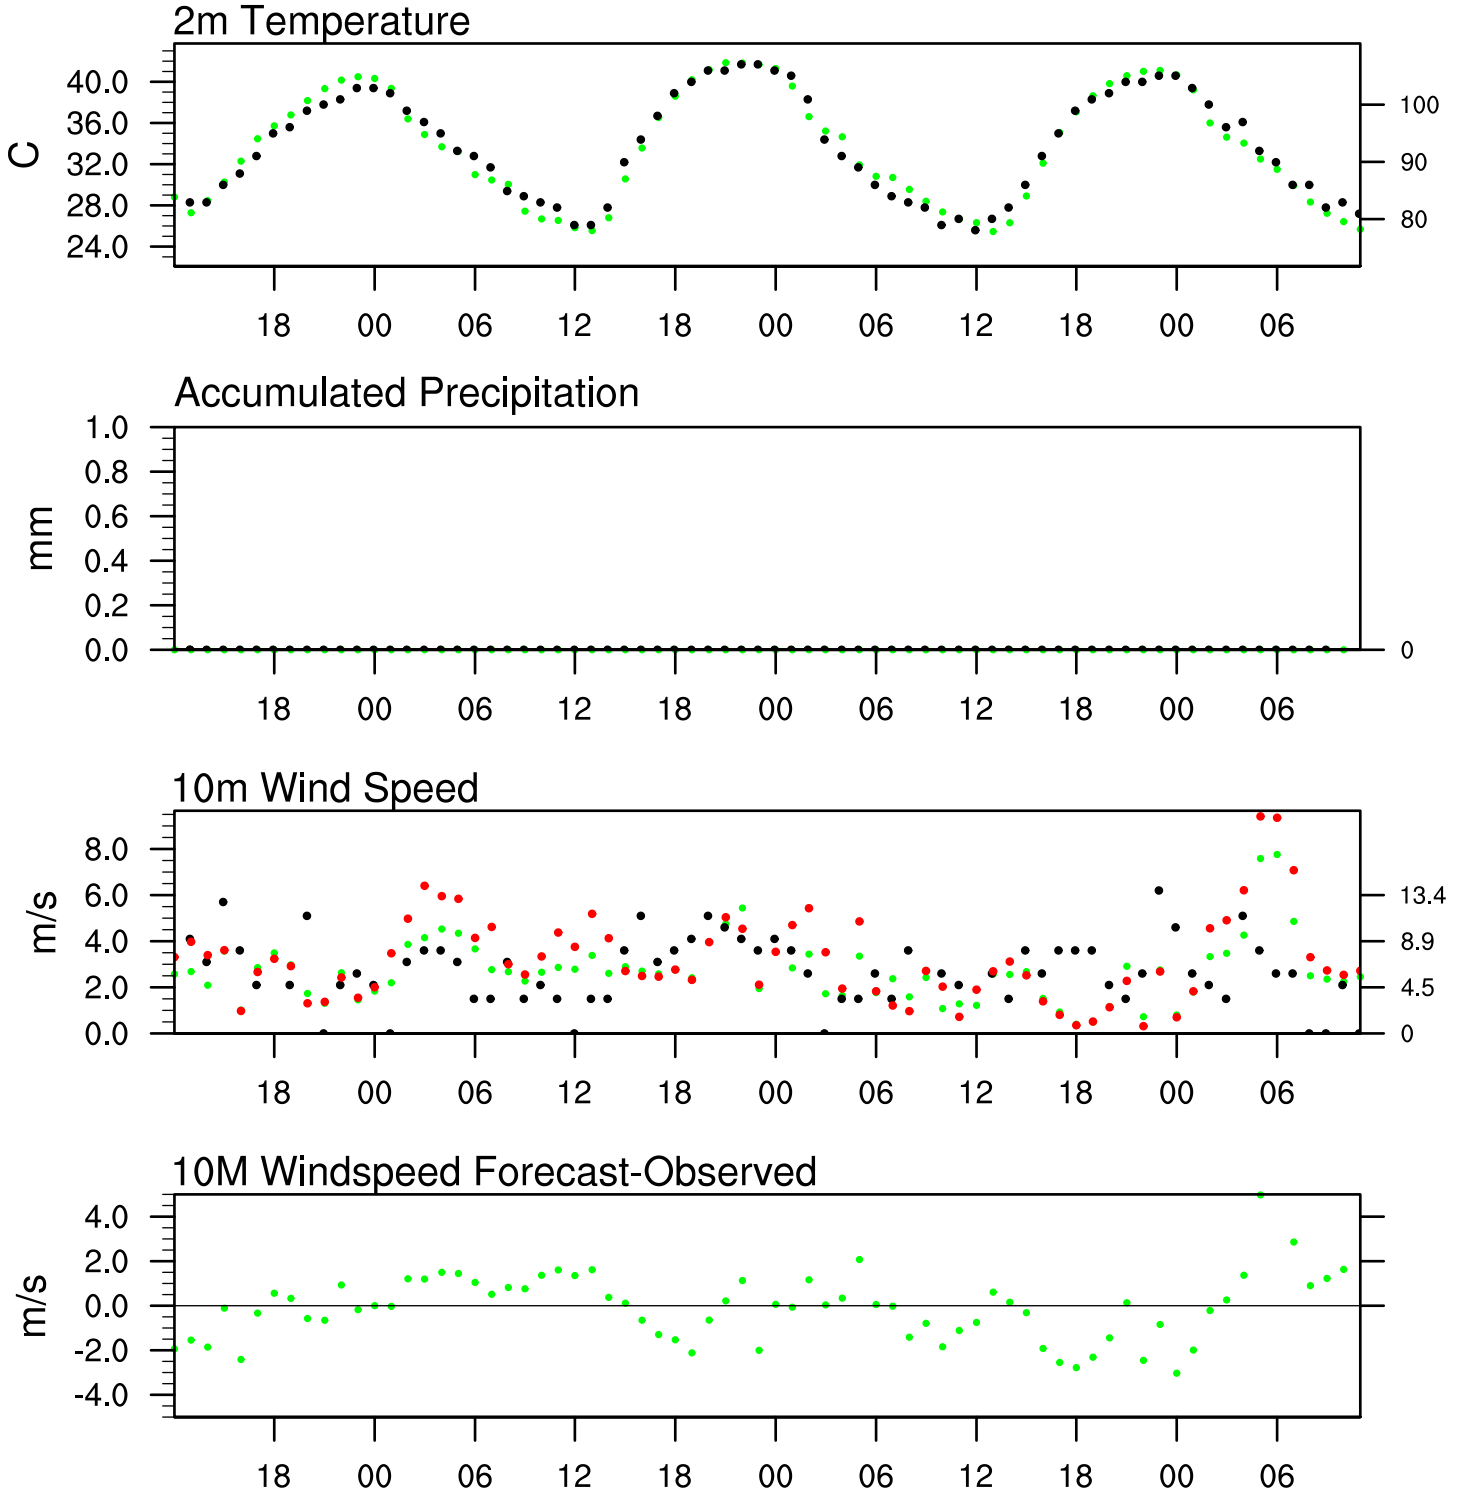 2m Temperature
C
40.0
36.0
32.0
28.0
24.0
100
90
80
18 00 06 12 18 00 06 12 18 00 06
Accumulated Precipitation
mm
1.0
0.8
0.6
0.4
0.2
0.0
0
18 00 06 12 18 00 06 12 18 00 06
10m Wind Speed
m/s
8.0
6.0
4.0
2.0
0.0
13.4
8.9
4.5
0
18 00 06 12 18 00 06 12 18 00 06
10M Windspeed Forecast-Observed
m/s
4.0
2.0
0.0
-2.0
-4.0
18 00 06 12 18 00 06 12 18 00 06